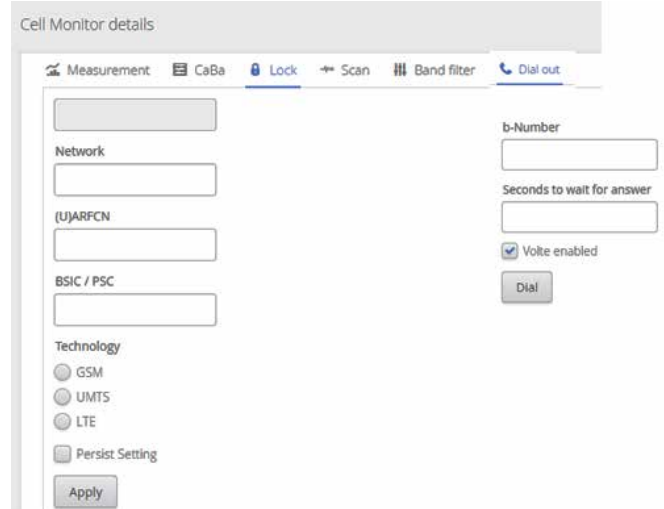 Cell Monitor details
Measurement CaBa Lock Scan Band filter Dial out
Network
(U)ARFCN
BSIC / PSC
Technology
GSM
UMTS
LTE
Persist Setting
Apply
b-Number
Seconds to wait for answer
Volte enabled
Dial